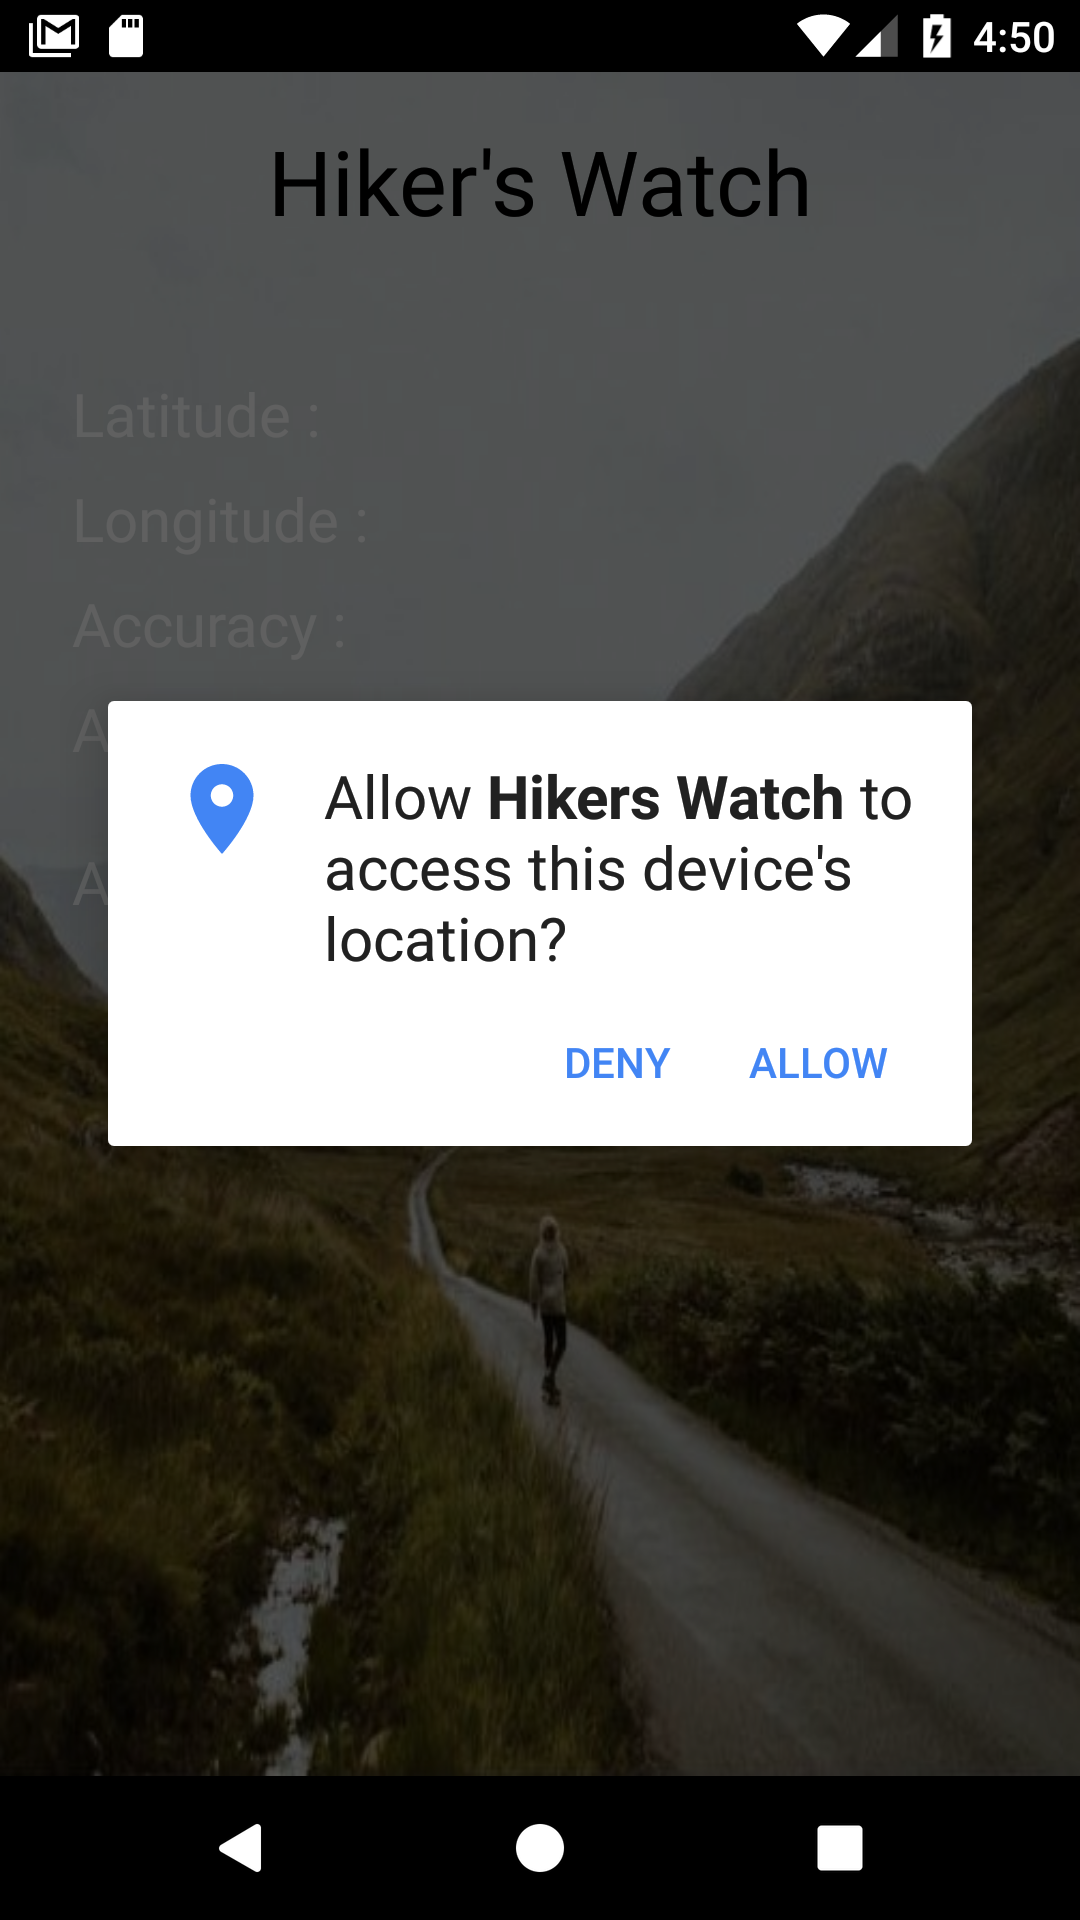 4:50
Hiker's Watch
Latitude :
Longitude :
Accuracy :
A
Allow Hikers Watch to
access this device's
location?
A
DENY ALLOW